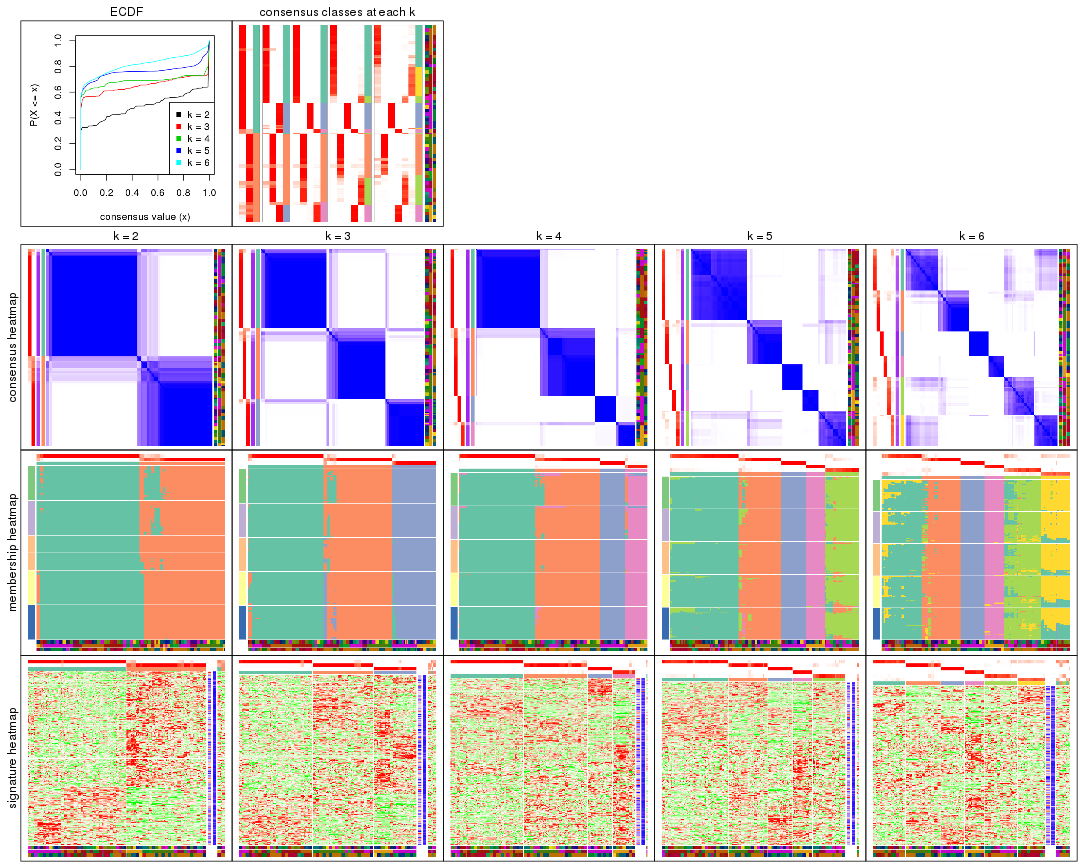 ECDF
consensus classes at each k
P(X <= x)
0.0 0.2 0.4 0.6 0.8 1.0
k = 2
k = 3
k = 4
k = 5
k = 6
0.0 0.2 0.4 0.6 0.8 1.0
consensus value (x)
k = 2 k = 3 k = 4 k = 5 k = 6
consensus heatmap
membership heatmap
signature heatmap